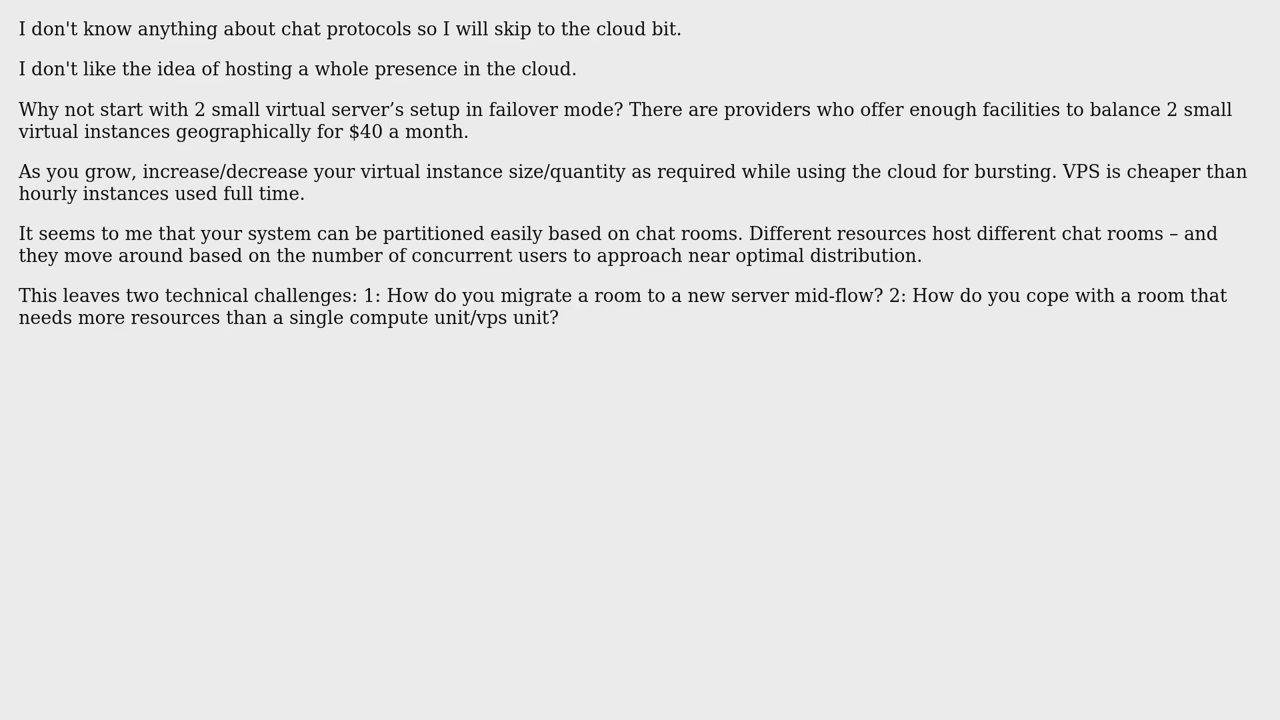 I don't know anything about chat protocols so I will skip to the cloud bit.
I don't like the idea of hosting a whole presence in the cloud.
Why not start with 2 small virtual server’s setup in failover mode? There are providers who offer enough facilities to balance 2 small
virtual instances geographically for $40 a month.
As you grow, increase/decrease your virtual instance size/quantity as required while using the cloud for bursting. VPS is cheaper than
hourly instances used full time.
It seems to me that your system can be partitioned easily based on chat rooms. Different resources host different chat rooms – and
they move around based on the number of concurrent users to approach near optimal distribution.
This leaves two technical challenges: 1: How do you migrate a room to a new server mid-flow? 2: How do you cope with a room that
needs more resources than a single compute unit/vps unit?